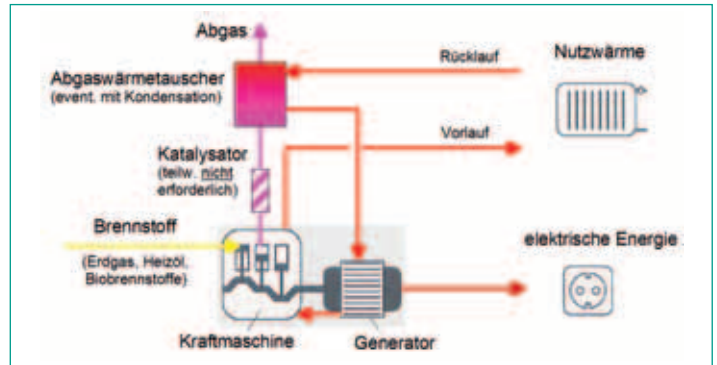 Abgas
Rücklauf
Nutzwärme
Abgaswärmetauscher
(event. mit Kondensation)
Vorlauf
Katalysator
(teilw. nicht
erforderlich)
Brennstoff
(Erdgas, Heizöl,
Biobrennstoffe)
elektrische Energie
Kraftmaschine
Generator